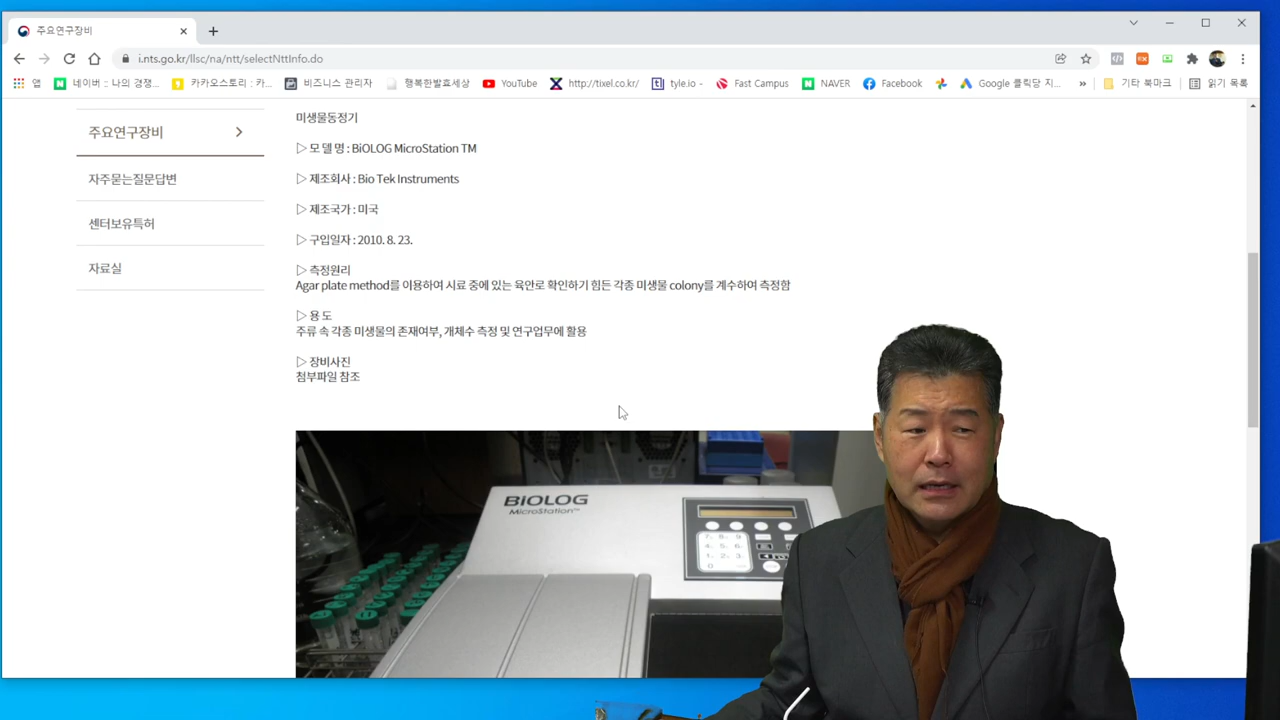 주요연구장비
i.nts.go.kr/llsc/na/ntt/selectNttInfo.do
앱 네이버 :: 나의 경쟁... 카카오스토리 : 카... 비즈니스 관리자 행복한발효세상 YouTube http://tixel.co.kr/ tyle.io - Fast Campus NAVER Facebook Google 클릭당 지... » 기타 북마크 읽기 목록
주요연구장비
자주묻는질문답변
센터보유특허
자료실
미생물동정기
▷ 모 델 명 : BiOLOG MicroStation TM
▷ 제조회사 : Bio Tek Instruments
▷ 제조국가 : 미국
▷ 구입일자 : 2010. 8. 23.
▷ 측정원리
Agar plate method를 이용하여 시료 중에 있는 육안로 확인하기 힘든 각종 미생물 colony를 계수하여 측정함
▷ 용 도
주류 속 각종 미생물의 존재여부, 개체수 측정 및 연구업무에 활용
▷ 장비사진
첨부파일 참조
BIOLOG
MicroStation™